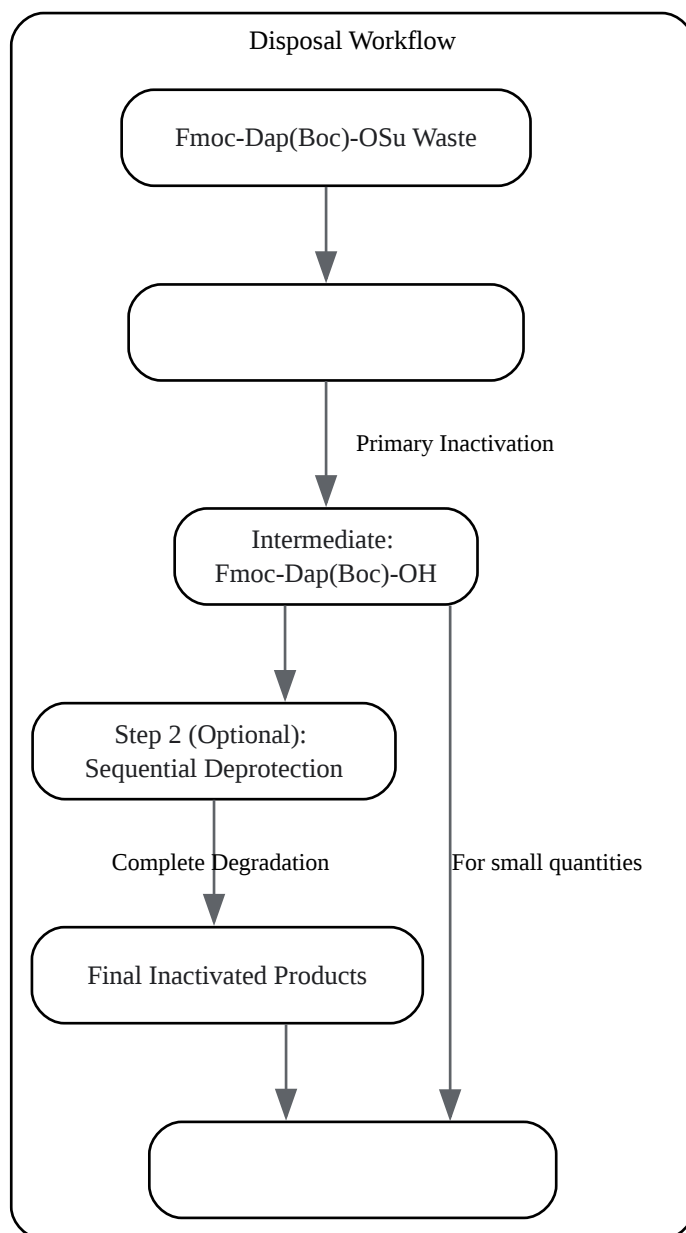 Disposal Workflow
Fmoc-Dap(Boc)-OSu Waste
Primary Inactivation
Intermediate:
Fmoc-Dap(Boc)-OH
Step 2 (Optional):
Sequential Deprotection
Complete Degradation
For small quantities
Final Inactivated Products